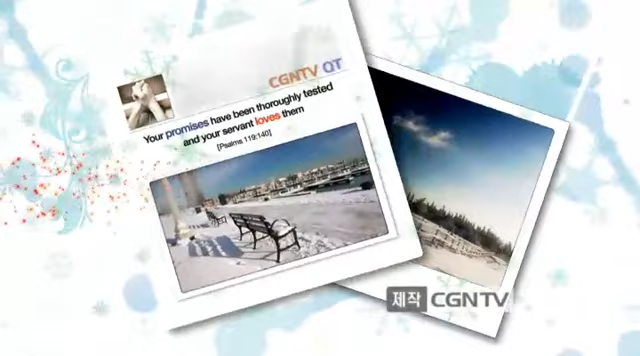 CGNTV QT
Your promises have been thoroughly tested
and your servant loves them
[Psalms 119:140]
제작 CGNTV